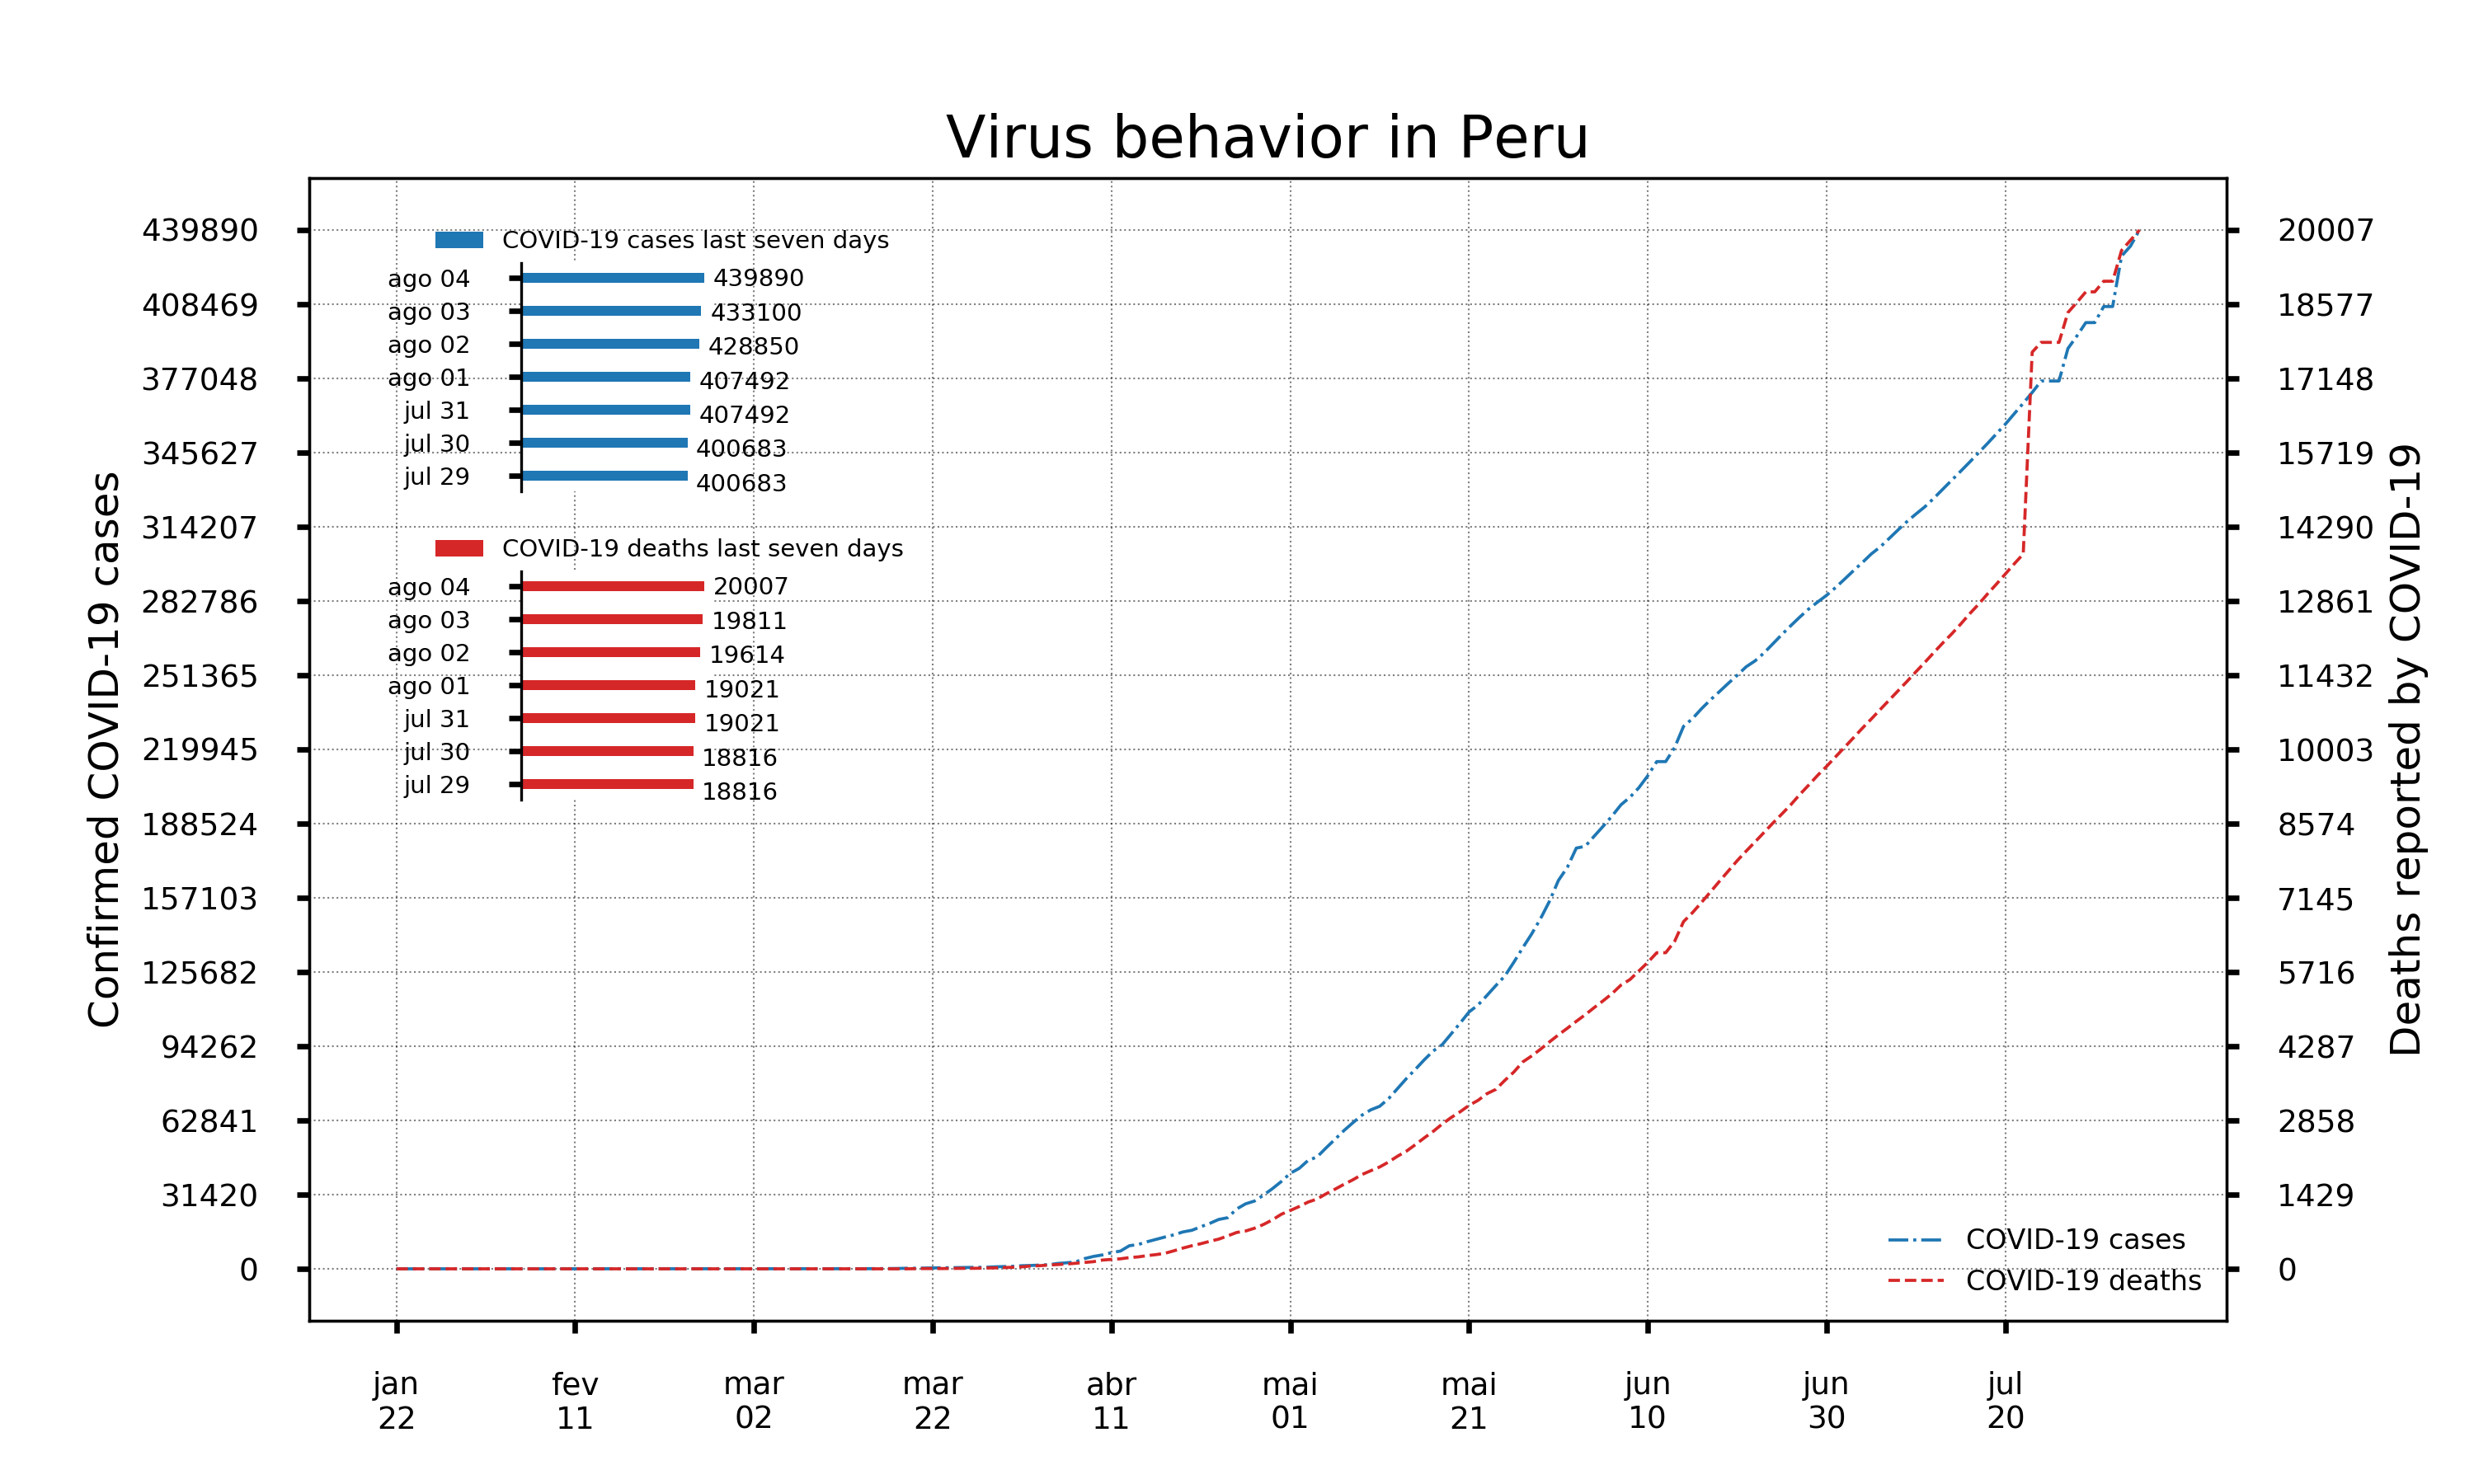 Virus behavior in Peru
Confirmed COVID-19 cases
439890
408469
377048
345627
314207
282786
251365
219945
188524
157103
125682
94262
62841
31420
0
COVID-19 cases last seven days
ago 04 439890
ago 03 433100
ago 02 428850
ago 01 407492
jul 31 407492
jul 30 400683
jul 29 400683
COVID-19 deaths last seven days
ago 04 20007
ago 03 19811
ago 02 19614
ago 01 19021
jul 31 19021
jul 30 18816
jul 29 18816
20007
18577
17148
15719
14290
12861
11432
10003
8574
7145
5716
4287
2858
1429
0
Deaths reported by COVID-19
COVID-19 cases
COVID-19 deaths
jan fev mar mar abr mai mai jun jun jul
22 11 02 22 11 01 21 10 30 20